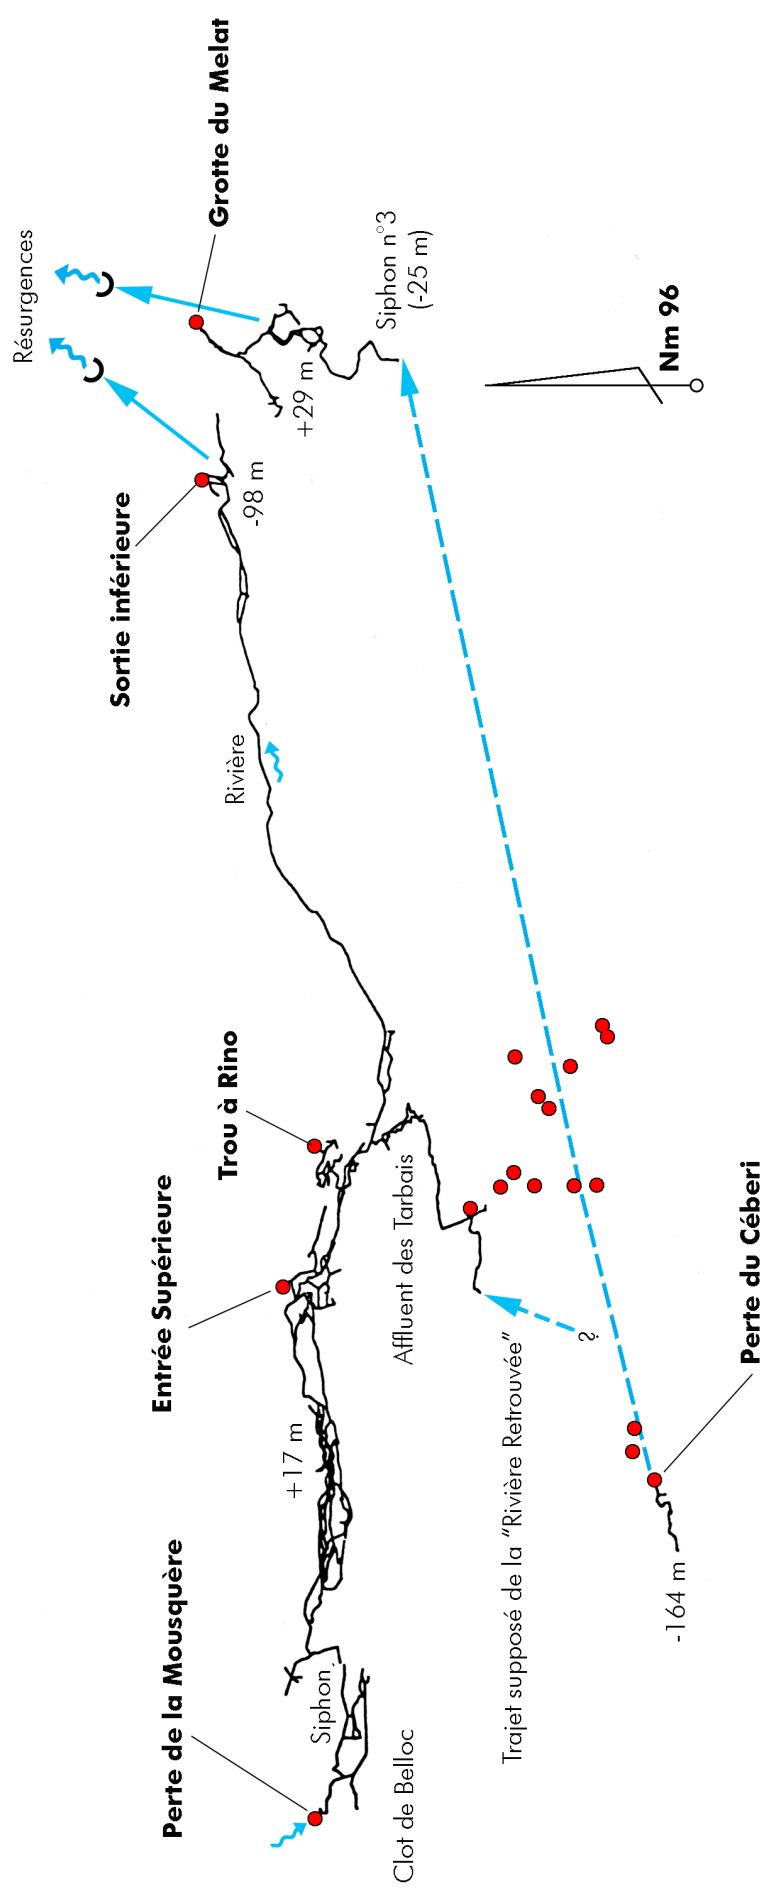 Résurgences
Grotte du Melat
Siphon n°3
(-25 m)
+29 m
Nm 96
Sortie inférieure
-98 m
Rivière
Trou à Rino
Entrée Supérieure
Affluent des Tarbais
+17 m
?
Trajet supposé de la "Rivière Retrouvée"
Perte du Céberi
-164 m
Perte de la Mousquère
Siphon
Clot de Belloc